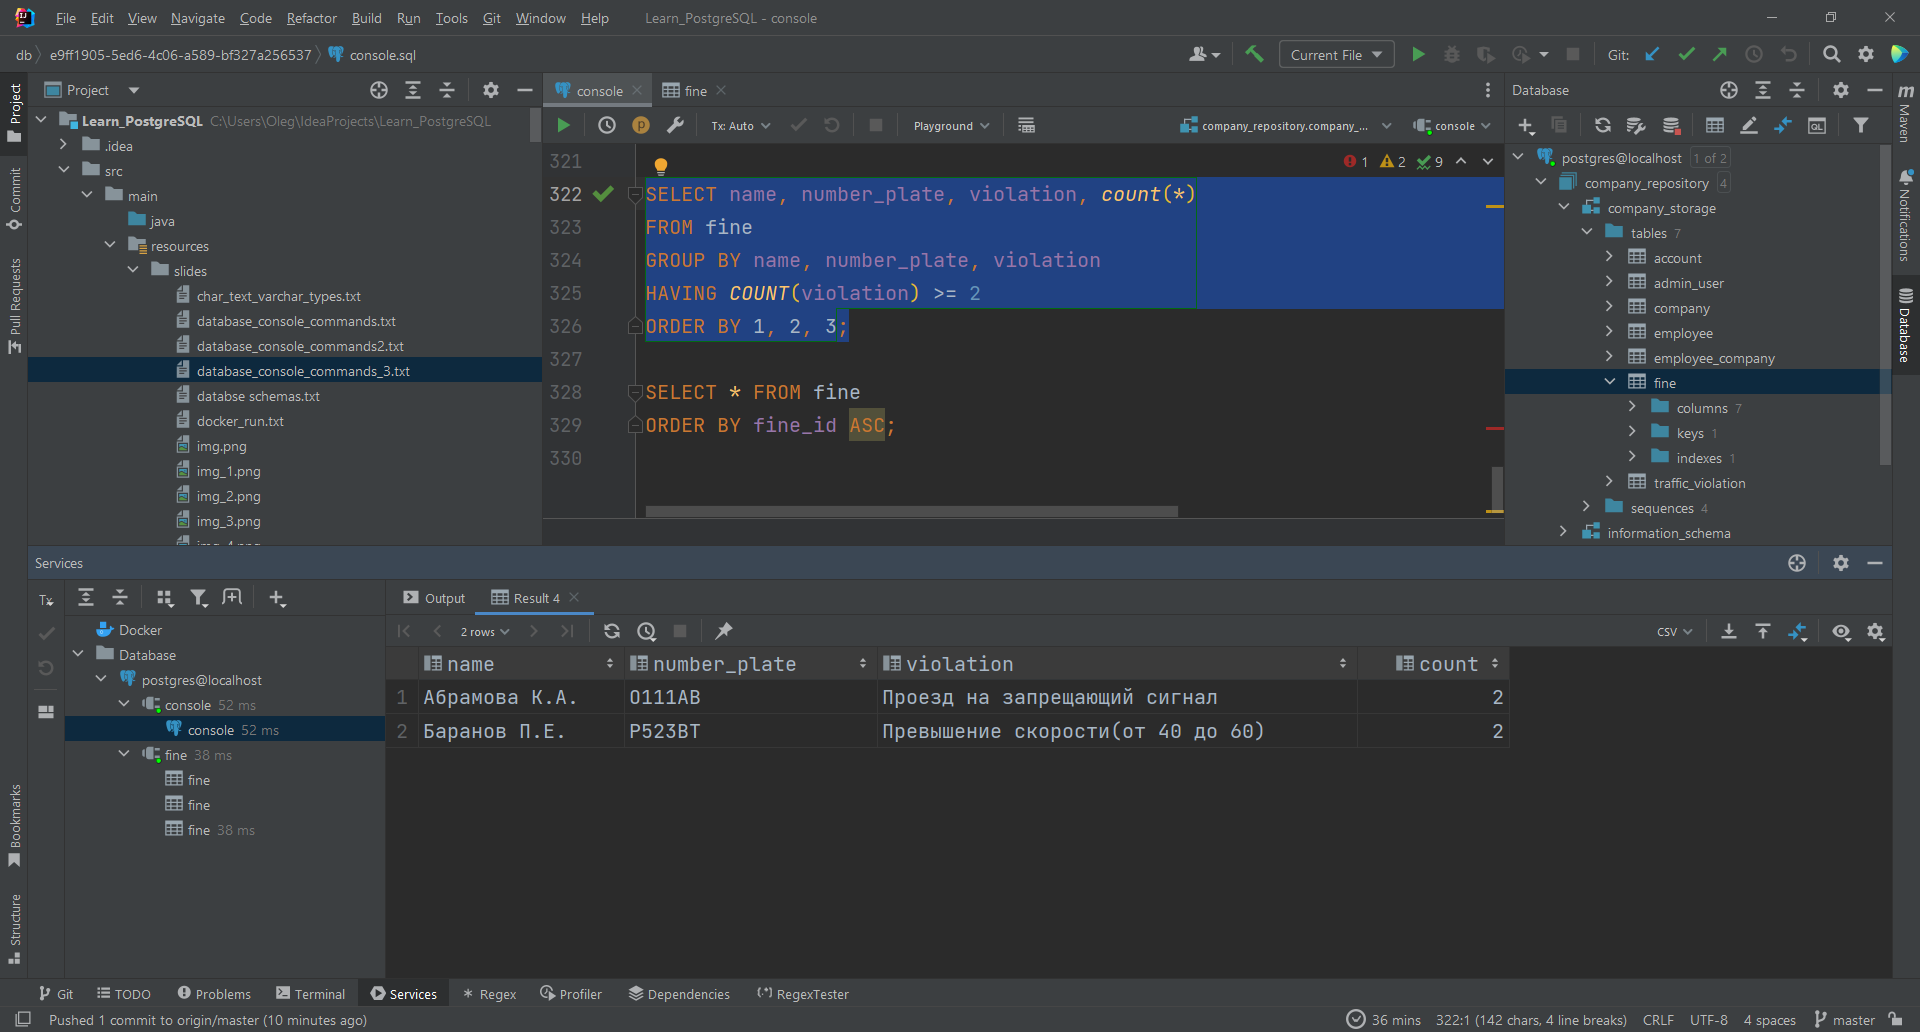 File Edit View Navigate Code Refactor Build Run Tools Git Window Help Learn_PostgreSQL - console
db e9ff1905-5ed6-4c06-a589-bf327a256537 console.sql Current File Git:
Project
console fine
Database
Learn_PostgreSQL C:\Users\Oleg\IdeaProjects\Learn_PostgreSQL
.idea
src
main
java
resources
slides
char_text_varchar_types.txt
database_console_commands.txt
database_console_commands2.txt
database_console_commands_3.txt
databse schemas.txt
docker_run.txt
img.png
img_1.png
img_2.png
img_3.png
Tx: Auto Playground company_repository.company_... console
1 2 9
321
322 SELECT name, number_plate, violation, count(*)
323 FROM fine
324 GROUP BY name, number_plate, violation
325 HAVING COUNT(violation) >= 2
326 ORDER BY 1, 2, 3;
327
328 SELECT * FROM fine
329 ORDER BY fine_id ASC;
330
postgres@localhost 1 of 2
company_repository 4
company_storage
tables 7
account
admin_user
company
employee
employee_company
fine
columns 7
keys 1
indexes 1
traffic_violation
sequences 4
information_schema
Project
Commit
Pull Requests
Bookmarks
Structure
Maven
Notifications
Database
Services
Tx
Docker
Database
postgres@localhost
console 52 ms
console 52 ms
fine 38 ms
fine
fine
fine 38 ms
Output Result 4
2 rows CSV
name number_plate violation count
1 Абрамова К.А. О111АВ Проезд на запрещающий сигнал 2
2 Баранов П.Е. Р523ВТ Превышение скорости(от 40 до 60) 2
Git TODO Problems Terminal Services Regex Profiler Dependencies RegexTester
Pushed 1 commit to origin/master (10 minutes ago) 36 mins 322:1 (142 chars, 4 line breaks) CRLF UTF-8 4 spaces master